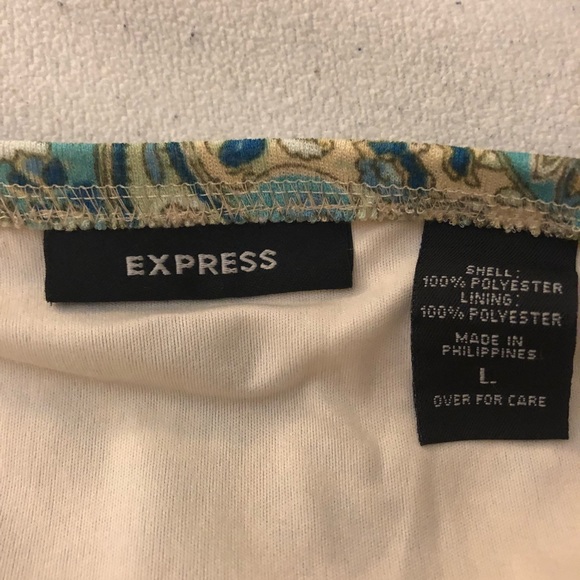 EXPRESS
SHELL:
100% POLYESTER
LINING:
100% POLYESTER
MADE IN
PHILIPPINES
L
OVER FOR CARE